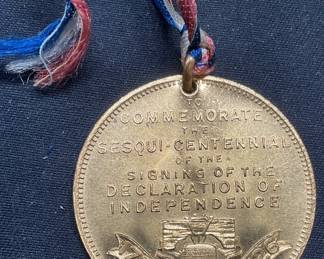 TO
COMMEMORATE
THE
SESQUI-CENTENNIAL
OF THE
SIGNING OF THE
DECLARATION OF
INDEPENDENCE